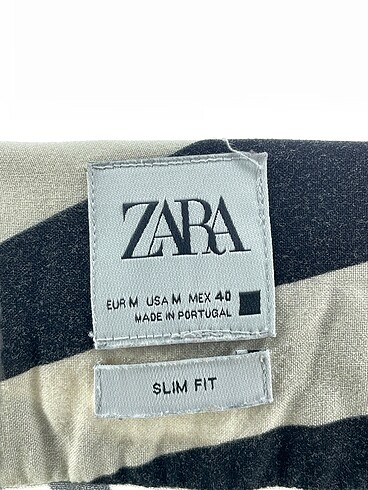 ZARA
EUR M USA M MEX 40
MADE IN PORTUGAL
SLIM FIT